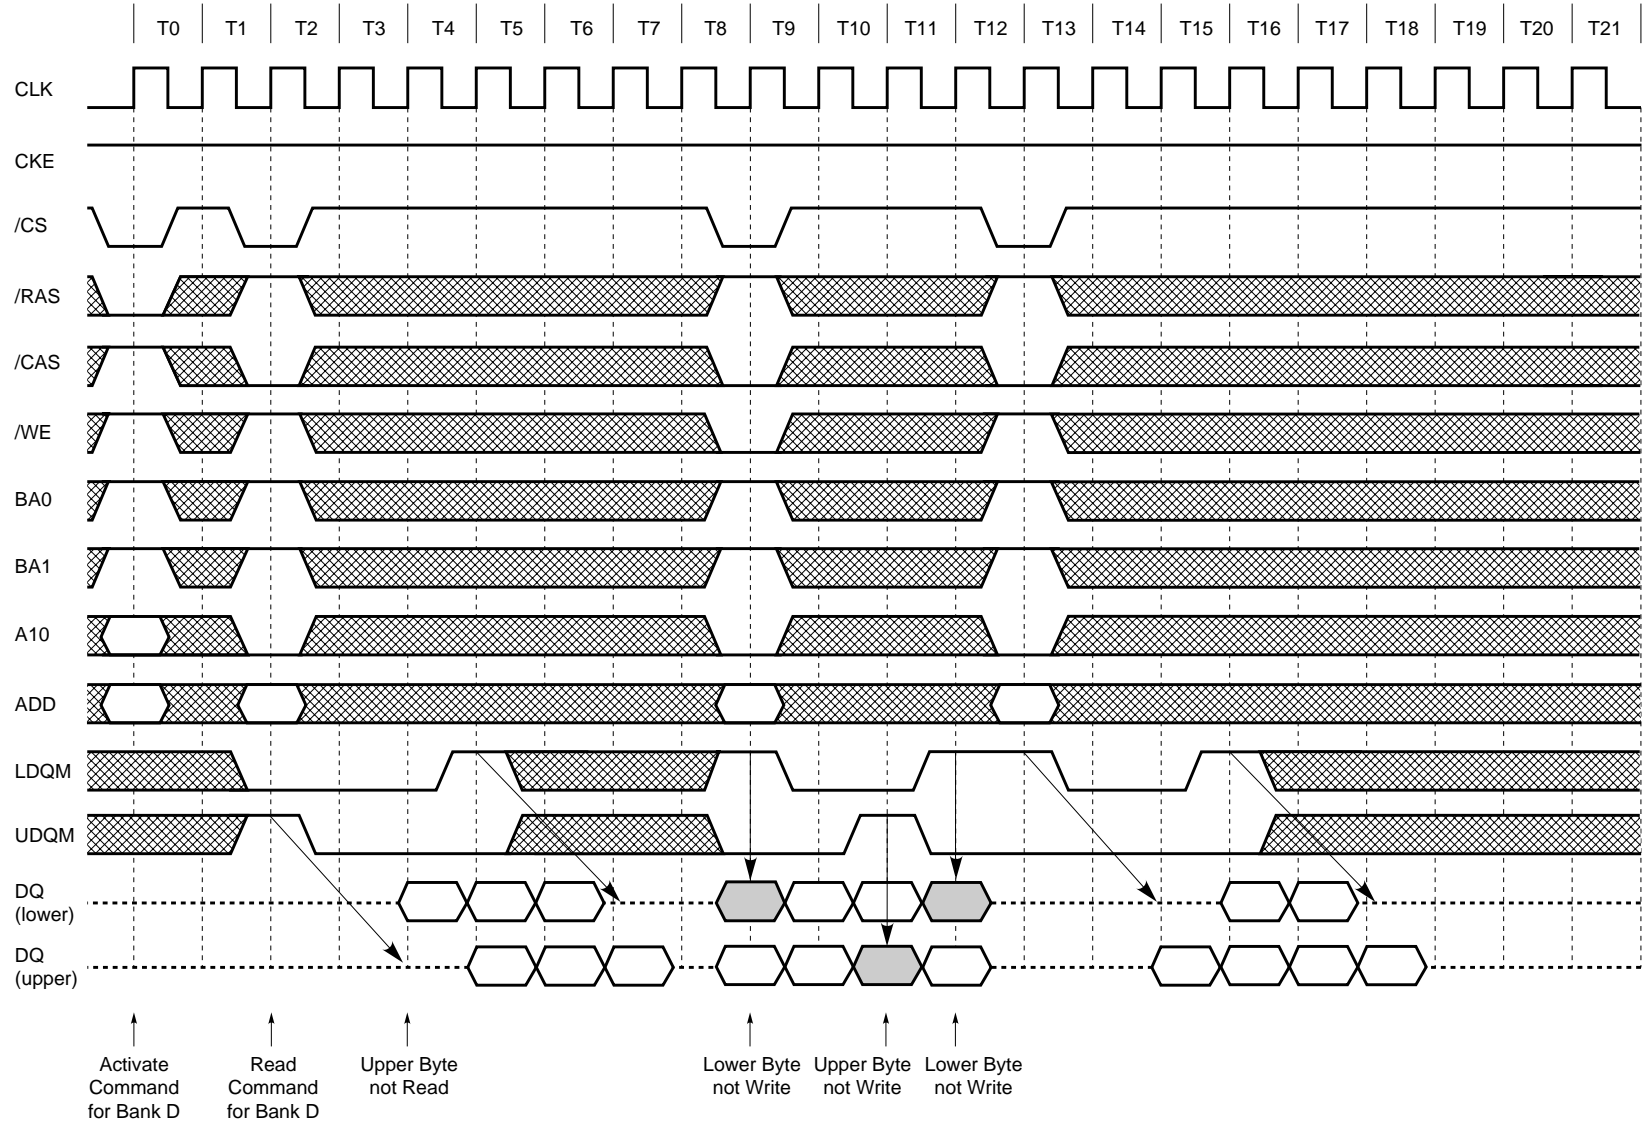 T0 T1 T2 T3 T4 T5 T6 T7 T8 T9 T10 T11 T12 T13 T14 T15 T16 T17 T18 T19 T20 T21
CLK
CKE
/CS
/RAS
/CAS
/WE
BA0
BA1
A10
ADD
LDQM
UDQM
DQ
(lower)
DQ
(upper)
Activate
Command
for Bank D
Read
Command
for Bank D
Upper Byte
not Read
Lower Byte
not Write
Upper Byte
not Write
Lower Byte
not Write